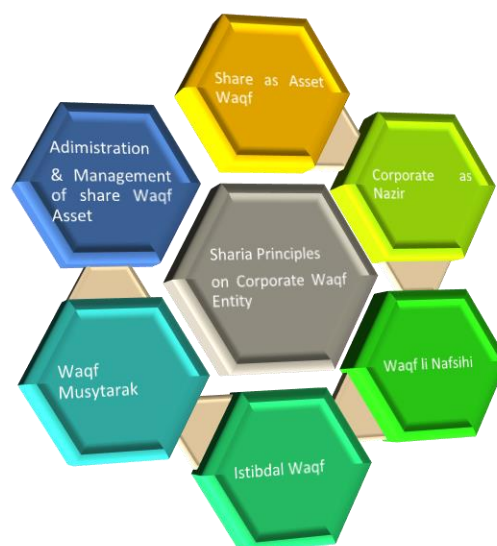 Share as Asset
Waqf
Corporate as
Nazir
Waqf li Nafsihi
Istibdal Waqf
Waqf
Musytarak
Adimistration
& Management
of share Waqf
Asset
Sharia Principles
on Corporate Waqf
Entity